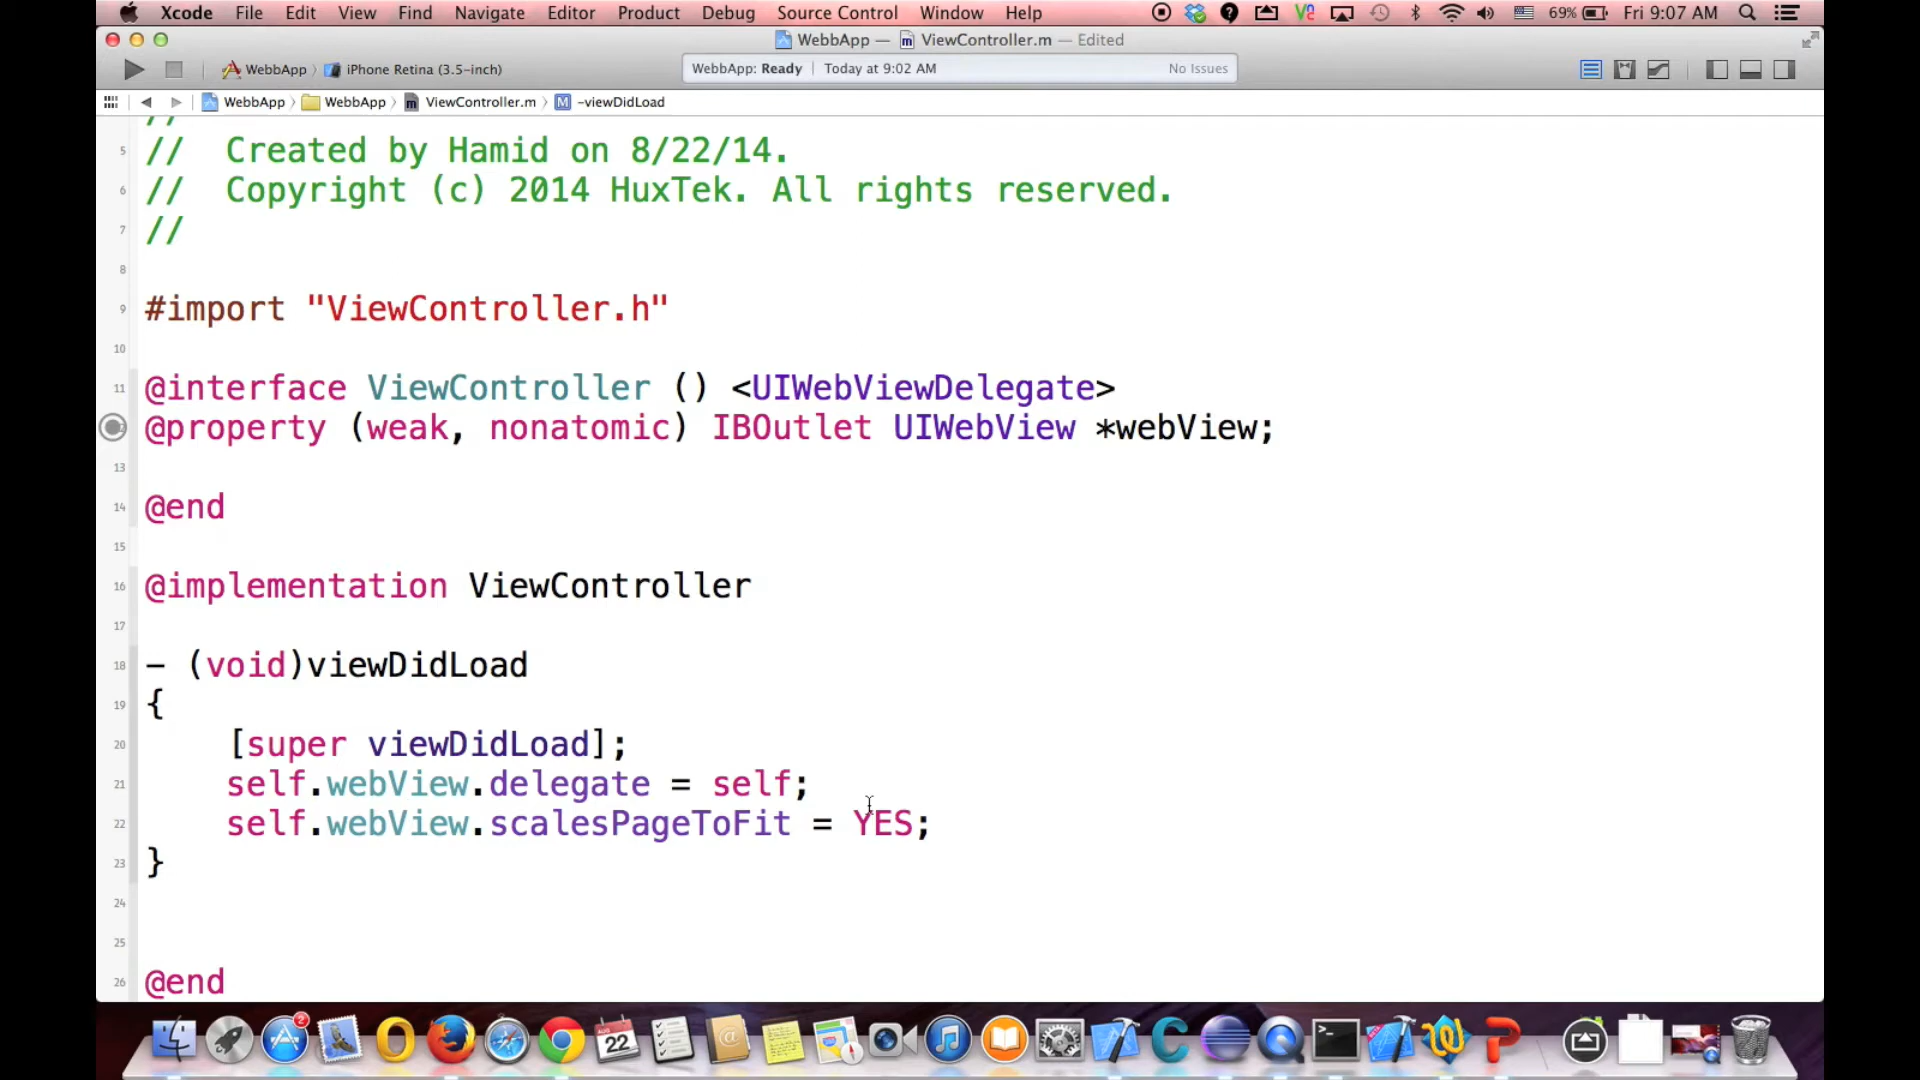 Xcode File Edit View Find Navigate Editor Product Debug Source Control Window Help 69% Fri 9:07 AM
WebbApp — ViewController.m — Edited
WebbApp iPhone Retina (3.5-inch) WebbApp: Ready Today at 9:02 AM No Issues
WebbApp WebbApp ViewController.m M -viewDidLoad
//
5 // Created by Hamid on 8/22/14.
6 // Copyright (c) 2014 HuxTek. All rights reserved.
7 //
8
9 #import "ViewController.h"
10
11 @interface ViewController () <UIWebViewDelegate>
@property (weak, nonatomic) IBOutlet UIWebView *webView;
13
14 @end
15
16 @implementation ViewController
17
18 - (void)viewDidLoad
19 {
20 [super viewDidLoad];
21 self.webView.delegate = self;
22 self.webView.scalesPageToFit = YES;
23 }
24
25
26 @end
2
AUG
22